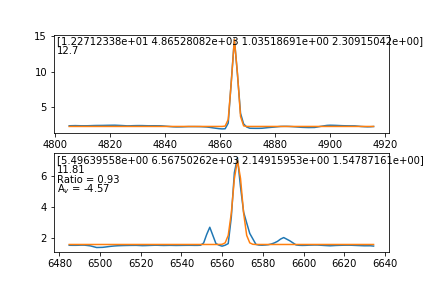 [1.22712338e+01 4.86528082e+03 1.03518691e+00 2.30915042e+00]
12.7
15
10
5
4800 4820 4840 4860 4880 4900 4920
[5.49639558e+00 6.56750262e+03 2.14915953e+00 1.54787161e+00]
11.81
Ratio = 0.93
Av = -4.57
6
4
2
6480 6500 6520 6540 6560 6580 6600 6620 6640